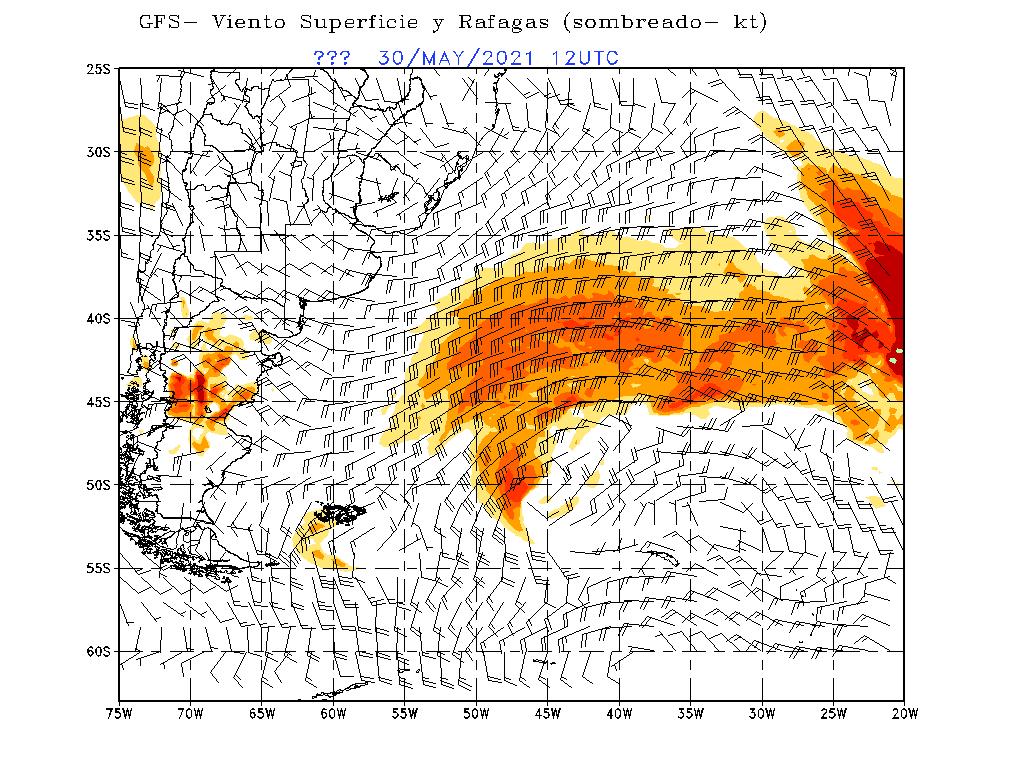 GFS− Viento Superficie y Rafagas (sombreado− kt)
??? 30/MAY/2021 12UTC
25S
30S
35S
40S
45S
50S
55S
60S
75W 70W 65W 60W 55W 50W 45W 40W 35W 30W 25W 20W